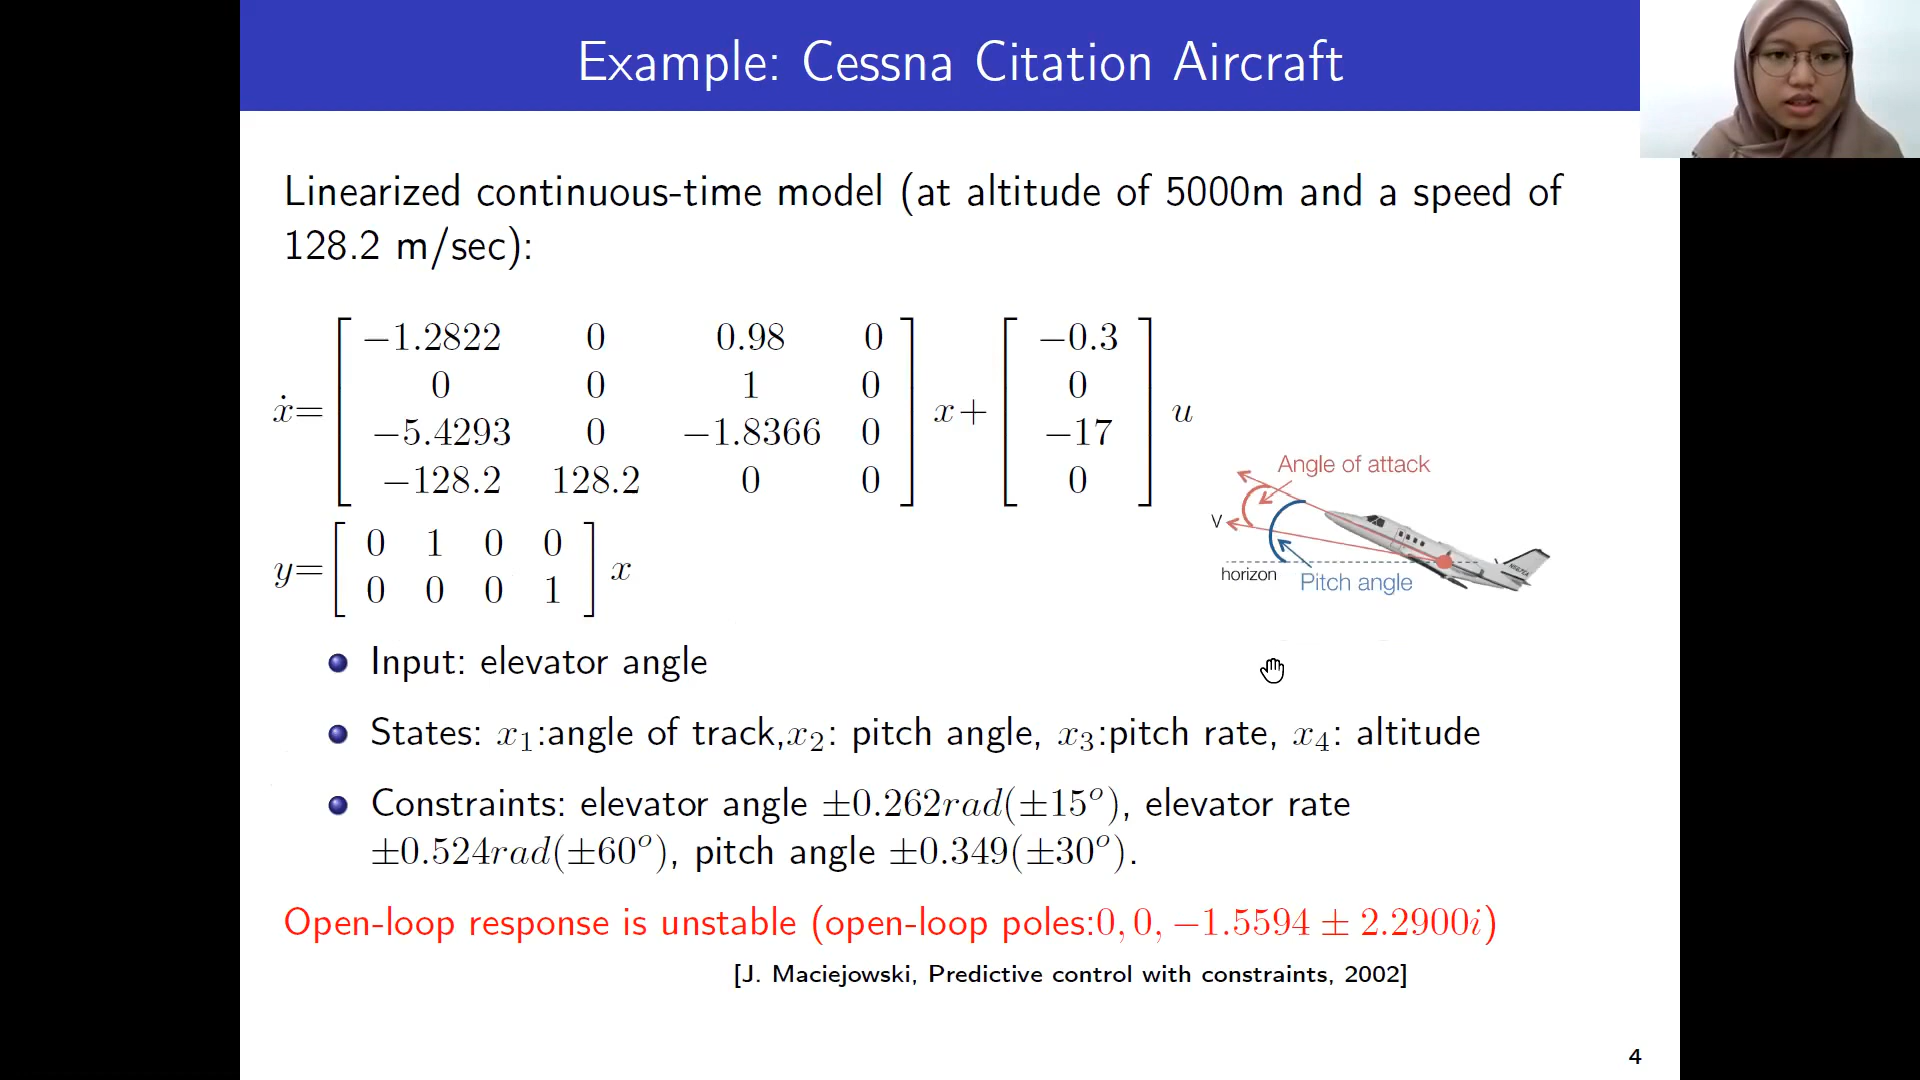 Example: Cessna Citation Aircraft
Linearized continuous-time model (at altitude of 5000m and a speed of
128.2 m/sec):
−1.2822 0 0.98 0 −0.3
0 0 1 0 0
ẋ= x+ u
−5.4293 0 −1.8366 0 −17
−128.2 128.2 0 0 0
Angle of attack
V
horizon
Pitch angle
0 1 0 0
y= x
0 0 0 1
Input: elevator angle
States: x₁:angle of track,x₂: pitch angle, x₃:pitch rate, x₄: altitude
Constraints: elevator angle ±0.262rad(±15ᵒ), elevator rate
±0.524rad(±60ᵒ), pitch angle ±0.349(±30ᵒ).
Open-loop response is unstable (open-loop poles:0, 0, −1.5594 ± 2.2900i)
[J. Maciejowski, Predictive control with constraints, 2002]
4